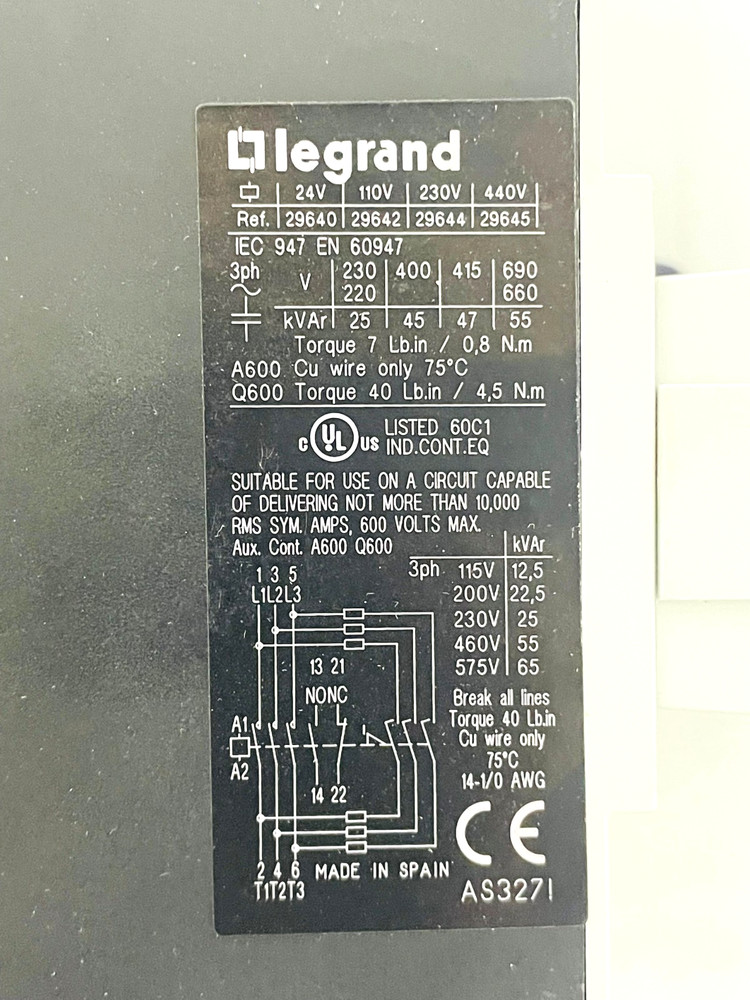 legrand
24V 110V 230V 440V
Ref. 29640 29642 29644 29645
IEC 947 EN 60947
3ph V 230 400 415 690
220 660
kVAr 25 45 47 55
Torque 7 Lb.in / 0,8 N.m
A600 Cu wire only 75°C
Q600 Torque 40 Lb.in / 4,5 N.m
c UL US LISTED 60C1
IND.CONT.EQ
SUITABLE FOR USE ON A CIRCUIT CAPABLE
OF DELIVERING NOT MORE THAN 10,000
RMS SYM. AMPS, 600 VOLTS MAX.
Aux. Cont. A600 Q600
kVAr
3ph 115V 12,5
200V 22,5
230V 25
460V 55
575V 65
1 3 5
L1L2L3
13 21
NONC
A1
A2
14 22
Break all lines
Torque 40 Lb.in
Cu wire only
75°C
14-1/0 AWG
CE
2 4 6 MADE IN SPAIN
T1T2T3
AS327I